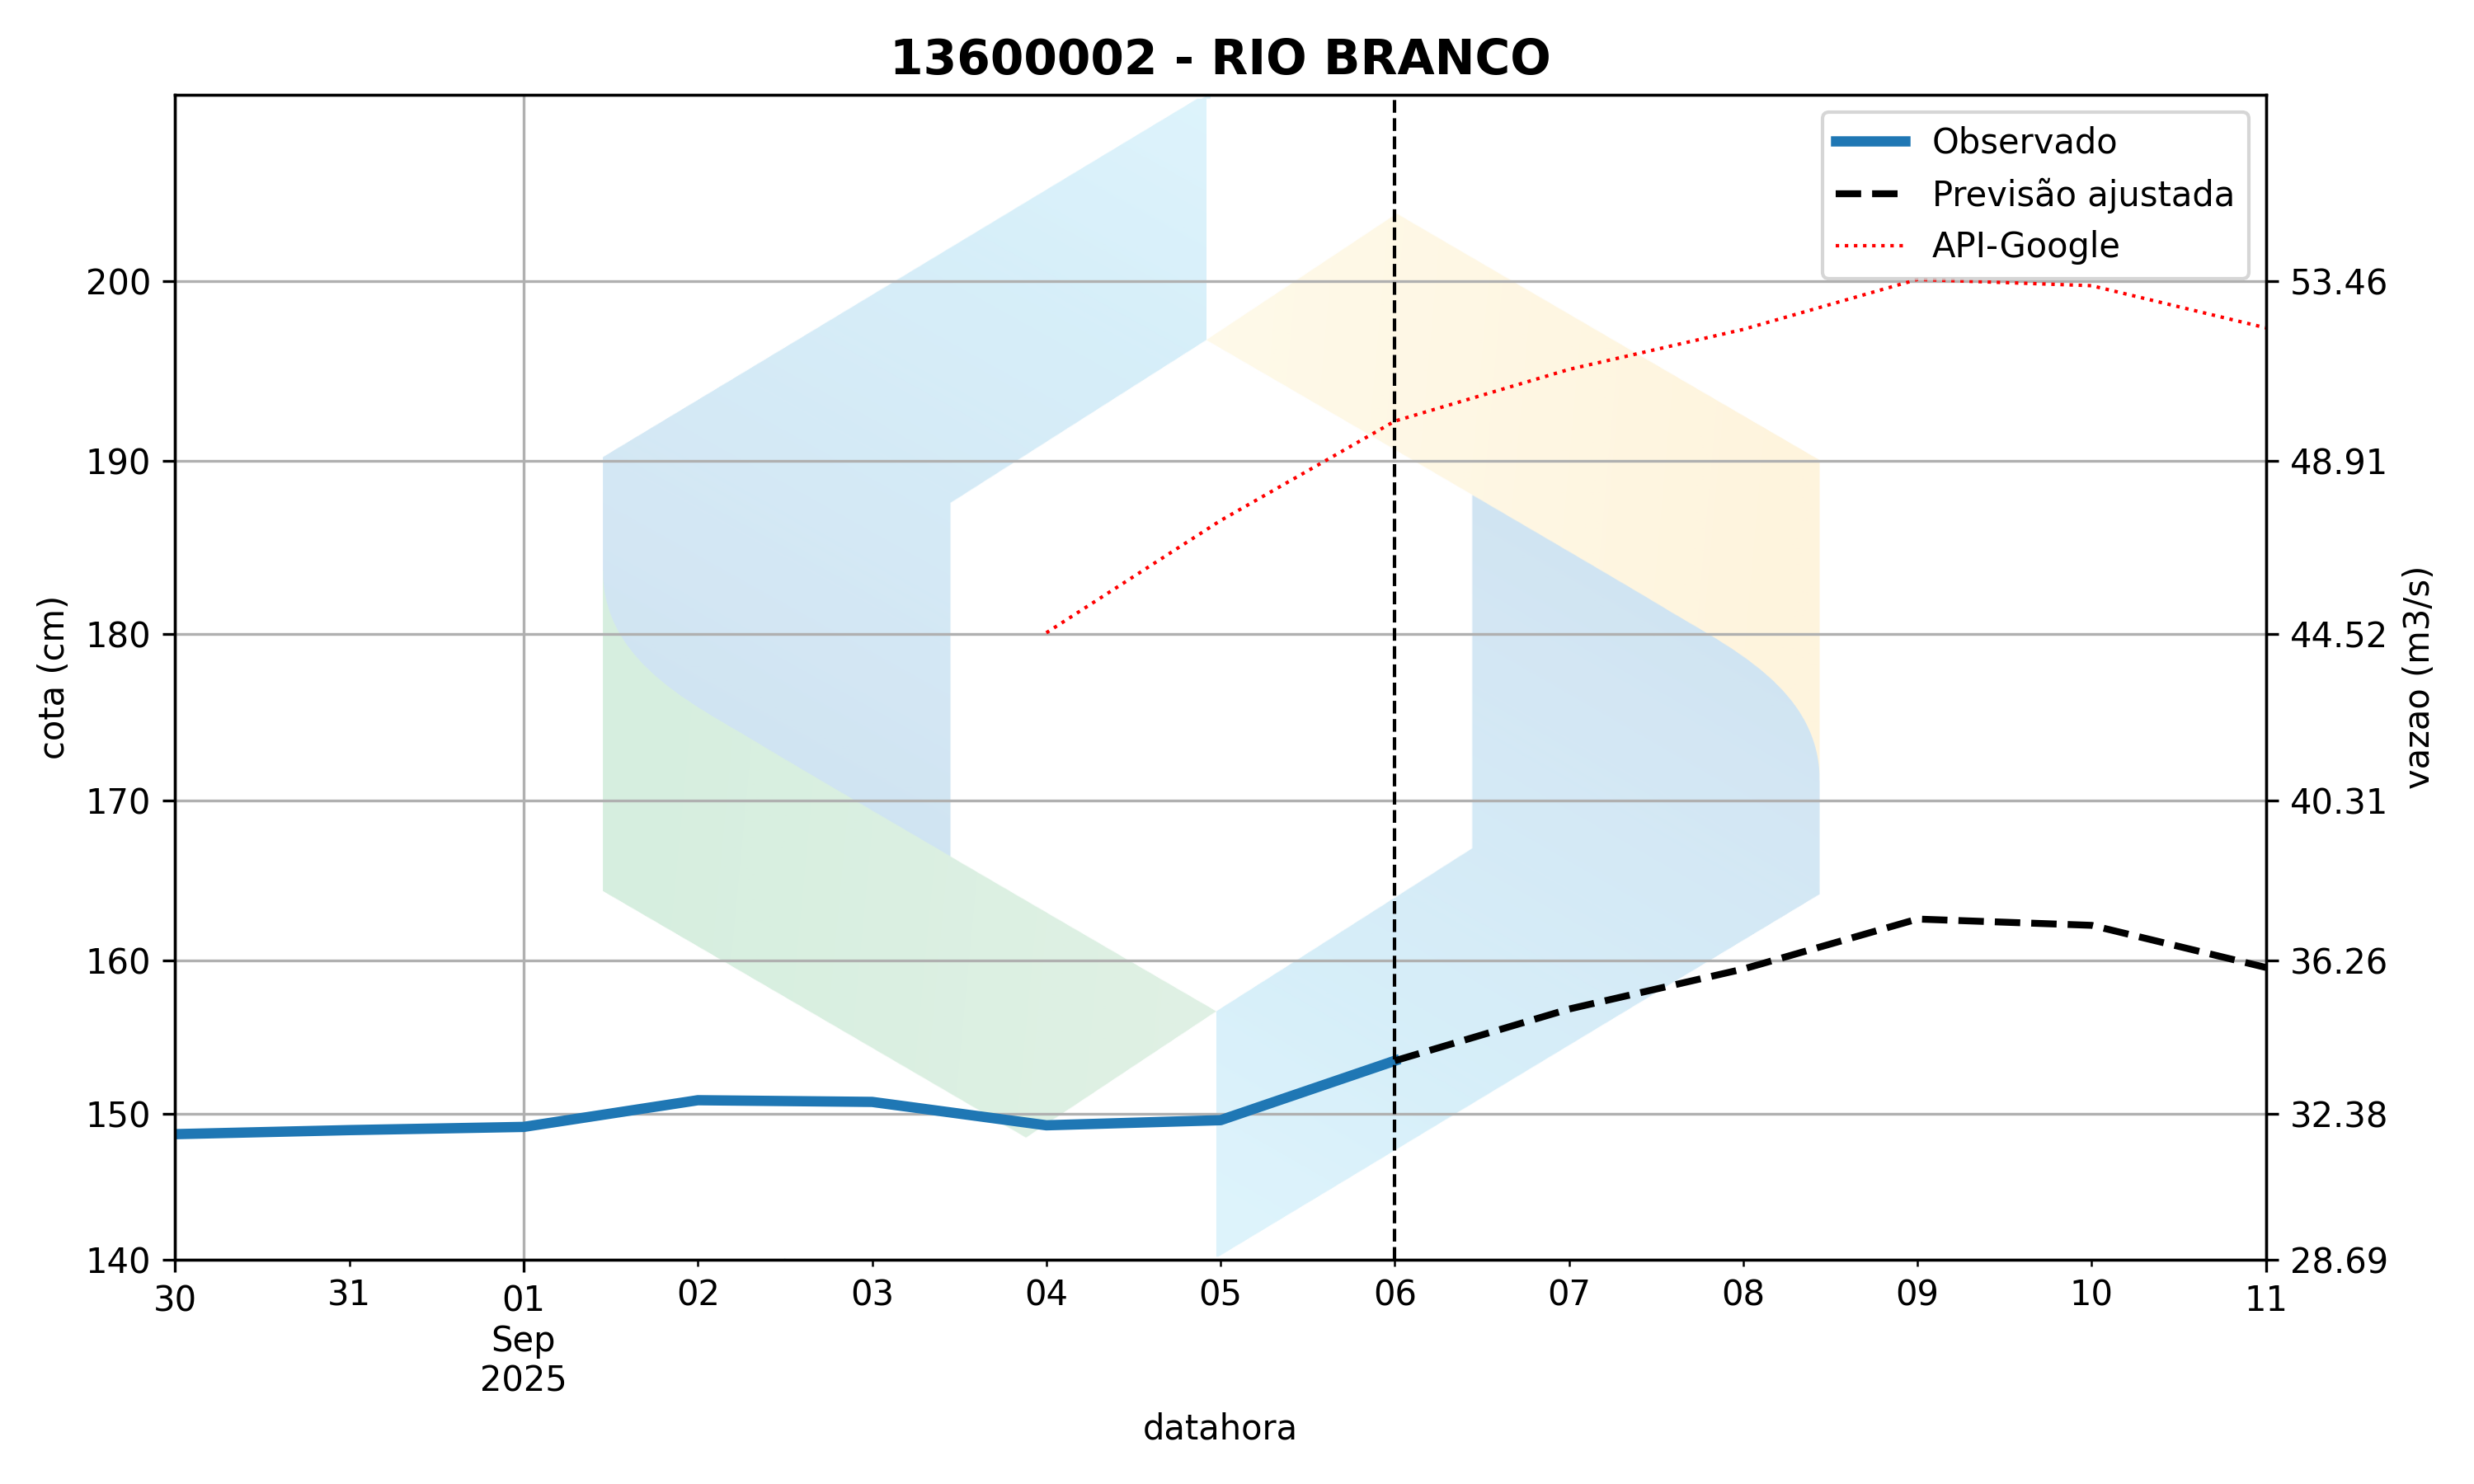 13600002 - RIO BRANCO
Observado
Previsão ajustada
API-Google
200
190
180
170
160
150
140
cota (cm)
53.46
48.91
44.52
40.31
36.26
32.38
28.69
vazao (m3/s)
30 31 01 02 03 04 05 06 07 08 09 10 11
Sep
2025
datahora